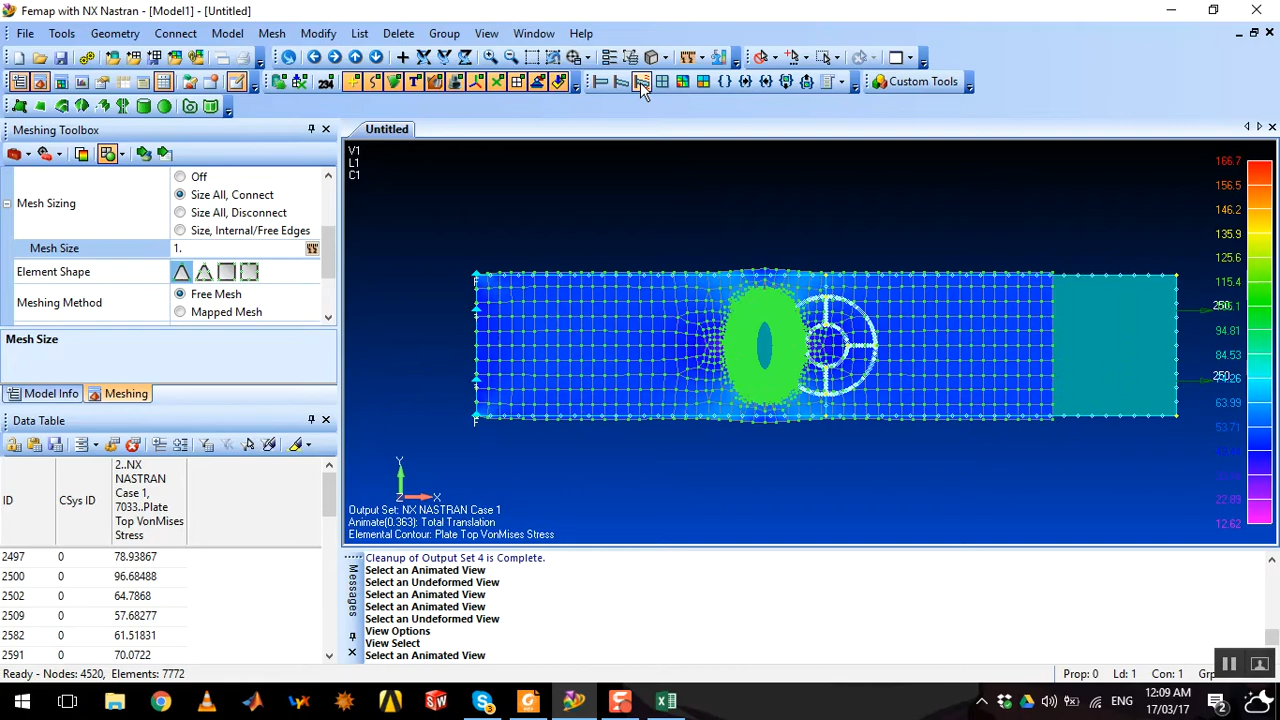 Femap with NX Nastran - [Model1] - [Untitled]
File Tools Geometry Connect Model Mesh Modify List Delete Group View Window Help
234
Custom Tools
Meshing Toolbox
Untitled
Off
Mesh Sizing
Size All, Connect
Size All, Disconnect
Size, Internal/Free Edges
Mesh Size 1.
Element Shape
Meshing Method
Free Mesh
Mapped Mesh
Mesh Size
Model Info Meshing
Data Table
ID CSys ID
2..NX
NASTRAN
Case 1,
7033..Plate
Top VonMises
Stress
2497 0 78.93867
2500 0 96.68488
2502 0 64.7868
2509 0 57.68277
2582 0 61.51831
2591 0 70.0722
V1
L1
C1
F
F
Y
Z X
166.7
156.5
145.9
135.9
125.6
115.4
94.81
84.53
63.99
53.71
22.89
12.62
Output Set: NX NASTRAN Case 1
Animate(0.363): Total Translation
Elemental Contour: Plate Top VonMises Stress
Messages
Cleanup of Output Set 4 is Complete.
Select an Animated View
Select an Undeformed View
Select an Animated View
Select an Animated View
Select an Undeformed View
View Options
View Select
Select an Animated View
Ready - Nodes: 4520, Elements: 7772
Prop: 0 Ld: 1 Con: 1 Grp:
ENG
12:09 AM
17/03/17
2